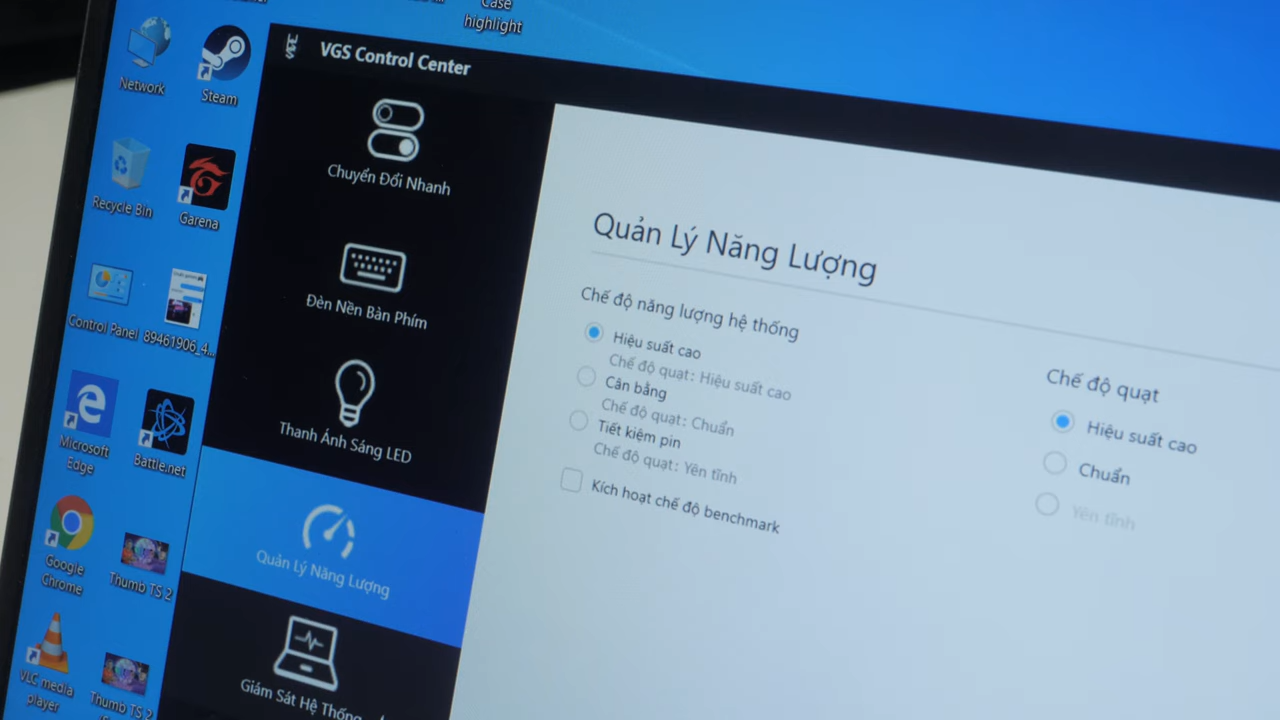 Case
highlight
Network
Steam
Recycle Bin
Garena
Control Panel
89461906_4...
Microsoft
Edge
Battle.net
Google
Chrome
Thumb TS 2
VLC media
player
Thumb TS 2
VGS Control Center
Chuyển Đổi Nhanh
Đèn Nền Bàn Phím
Thanh Ánh Sáng LED
Quản Lý Năng Lượng
Giám Sát Hệ Thống
Quản Lý Năng Lượng
Chế độ năng lượng hệ thống
Hiệu suất cao
Chế độ quạt: Hiệu suất cao
Cân bằng
Chế độ quạt: Chuẩn
Tiết kiệm pin
Chế độ quạt: Yên tĩnh
Kích hoạt chế độ benchmark
Chế độ quạt
Hiệu suất cao
Chuẩn
Yên tĩnh